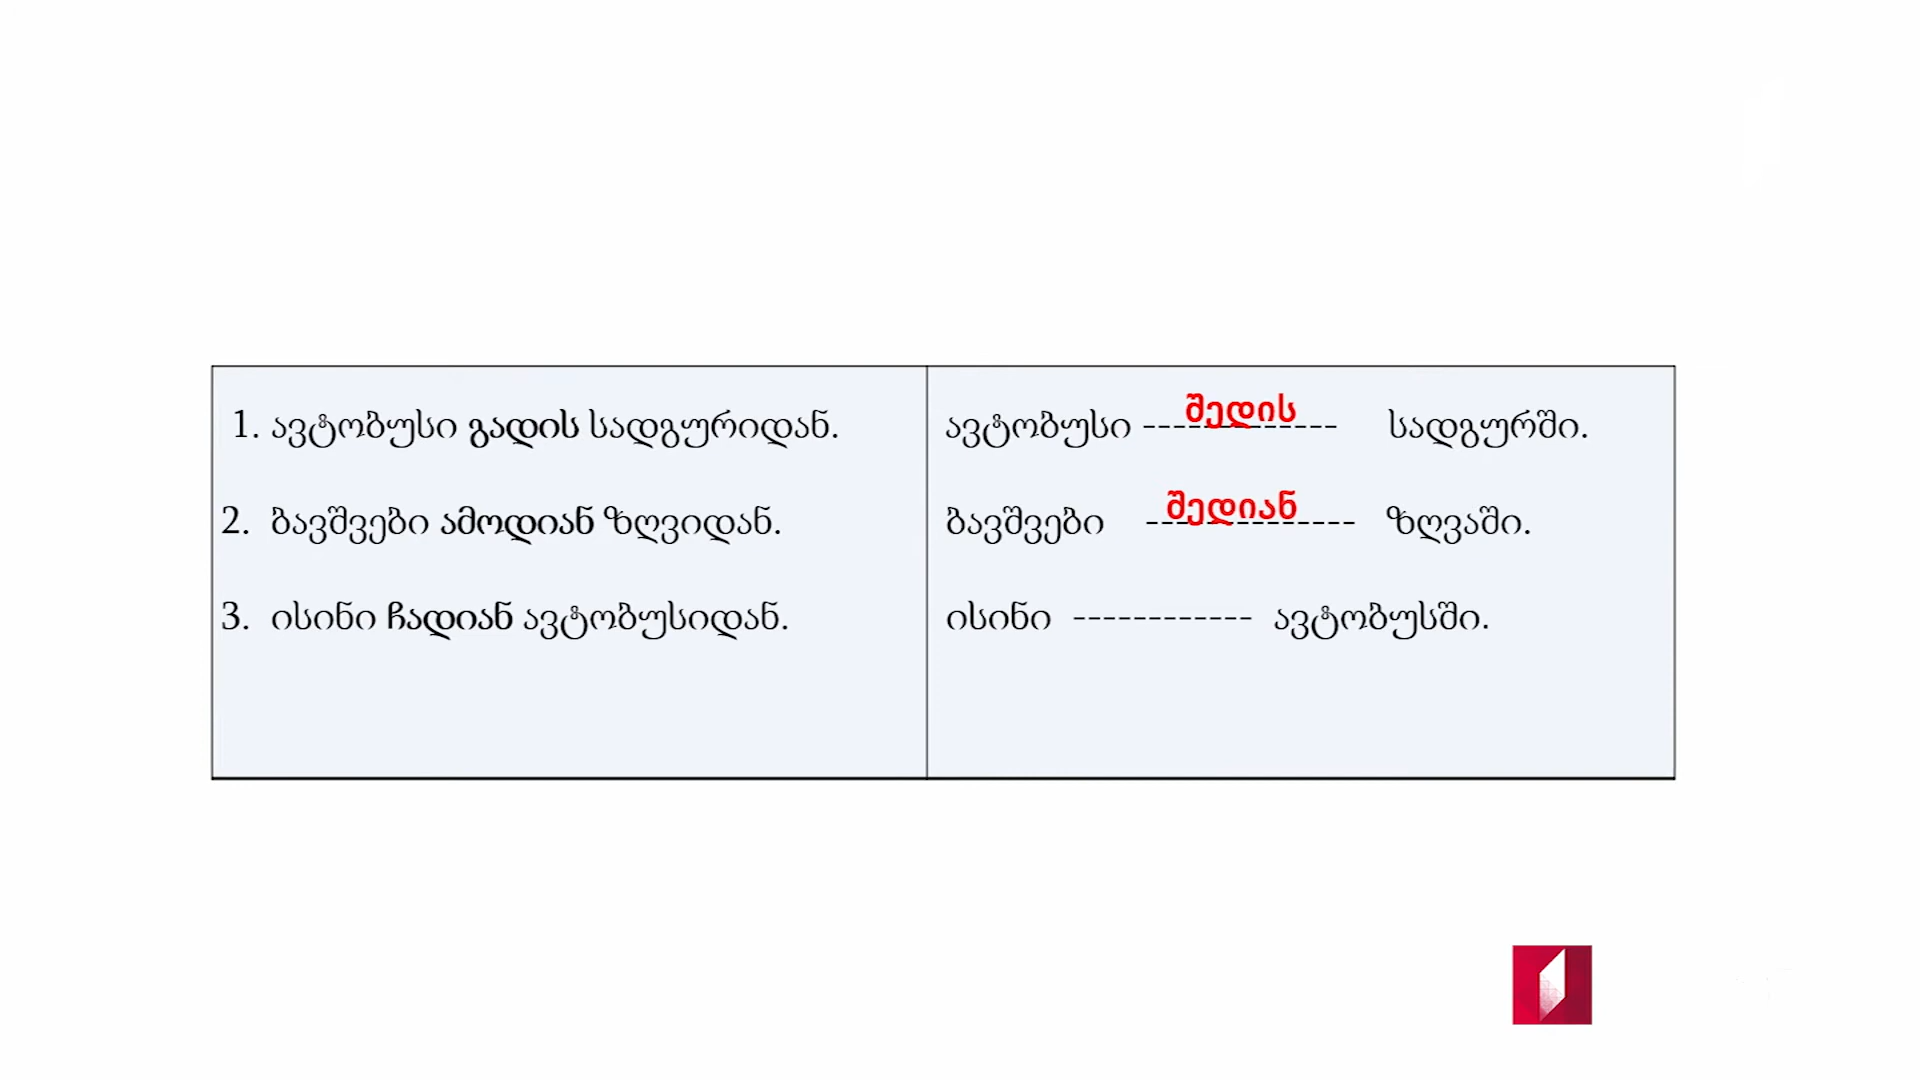 1. ავტობუსი გადის სადგურიდან.
2. ბავშვები ამოდიან ზღვიდან.
3. ისინი ჩადიან ავტობუსიდან.
ავტობუსი ------------- სადგურში.
შედის
ბავშვები -------------- ზღვაში.
შედიან
ისინი ------------ ავტობუსში.